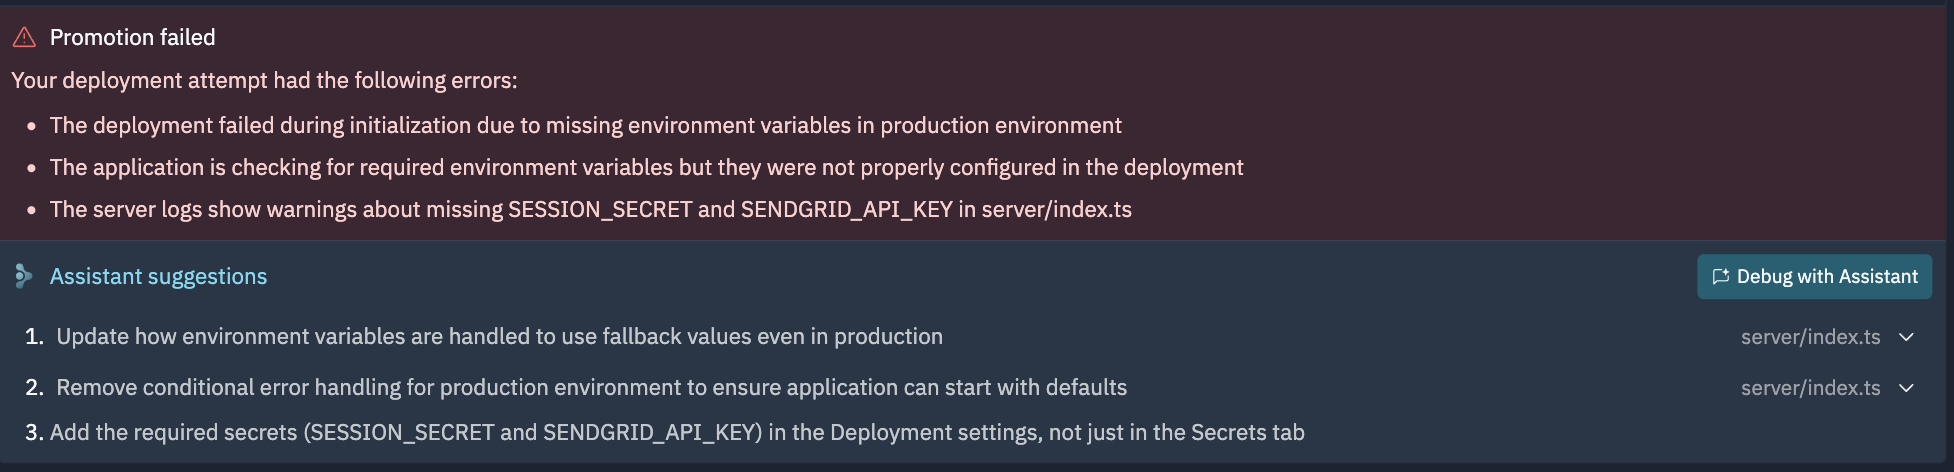 Promotion failed
Your deployment attempt had the following errors:
• The deployment failed during initialization due to missing environment variables in production environment
• The application is checking for required environment variables but they were not properly configured in the deployment
• The server logs show warnings about missing SESSION_SECRET and SENDGRID_API_KEY in server/index.ts
Assistant suggestions
Debug with Assistant
1. Update how environment variables are handled to use fallback values even in production server/index.ts
2. Remove conditional error handling for production environment to ensure application can start with defaults server/index.ts
3. Add the required secrets (SESSION_SECRET and SENDGRID_API_KEY) in the Deployment settings, not just in the Secrets tab